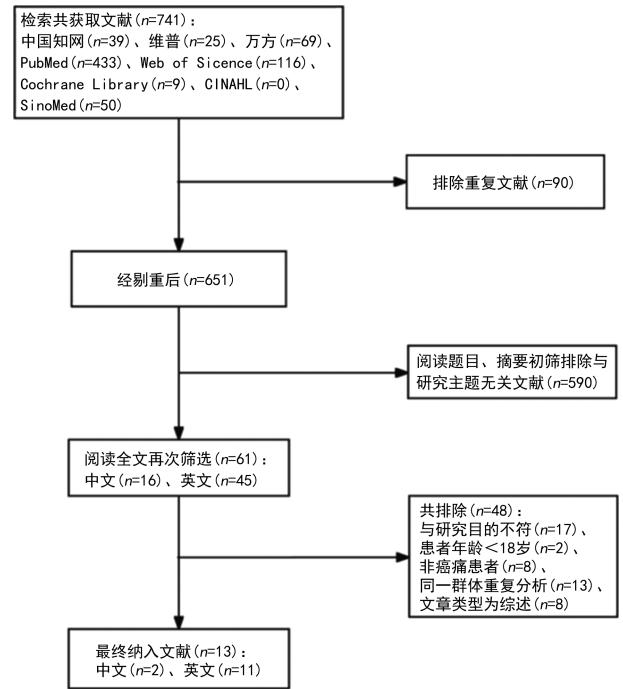 检索共获取文献(n=741)：
中国知网(n=39)、维普(n=25)、万方(n=69)、
PubMed(n=433)、Web of Sicence(n=116)、
Cochrane Library(n=9)、CINAHL(n=0)、
SinoMed(n=50)
排除重复文献(n=90)
经剔重后(n=651)
阅读题目、摘要初筛排除与
研究主题无关文献(n=590)
阅读全文再次筛选(n=61)：
中文(n=16)、英文(n=45)
共排除(n=48)：
与研究目的不符(n=17)、
患者年龄＜18岁(n=2)、
非癌痛患者(n=8)、
同一群体重复分析(n=13)、
文章类型为综述(n=8)
最终纳入文献(n=13)：
中文(n=2)、英文(n=11)